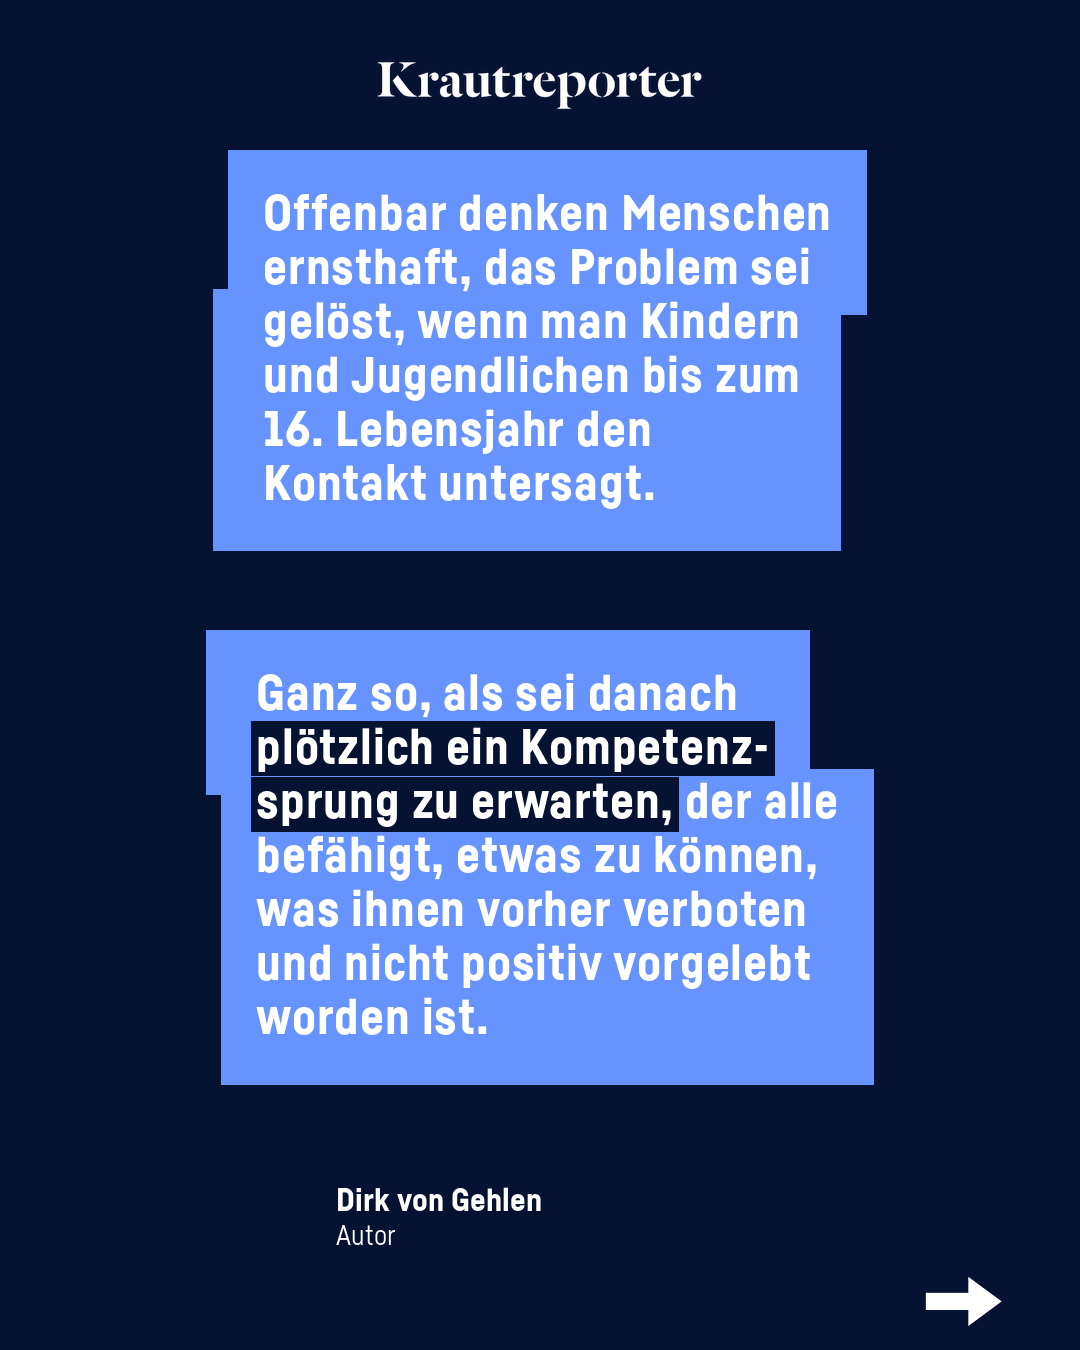 Krautreporter
Offenbar denken Menschen
ernsthaft, das Problem sei
gelöst, wenn man Kindern
und Jugendlichen bis zum
16. Lebensjahr den
Kontakt untersagt.
Ganz so, als sei danach
plötzlich ein Kompetenz-
sprung zu erwarten, der alle
befähigt, etwas zu können,
was ihnen vorher verboten
und nicht positiv vorgelebt
worden ist.
Dirk von Gehlen
Autor